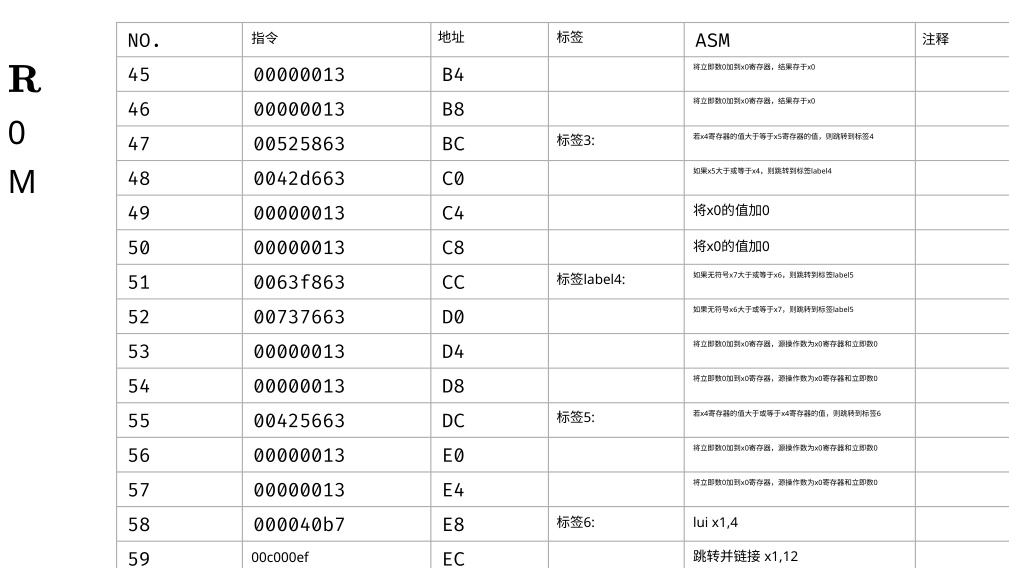 R
0
M
NO. 指令 地址 标签 ASM 注释
45 00000013 B4 将立即数0加到x0寄存器，结果存于x0
46 00000013 B8 将立即数0加到x0寄存器，结果存于x0
47 00525863 BC 标签3: 若x4寄存器的值大于等于x5寄存器的值，则跳转到标签4
48 0042d663 C0 如果x5大于或等于x4，则跳转到标签label4
49 00000013 C4 将x0的值加0
50 00000013 C8 将x0的值加0
51 0063f863 CC 标签label4: 如果无符号x7大于或等于x6，则跳转到标签label5
52 00737663 D0 如果无符号x6大于或等于x7，则跳转到标签label5
53 00000013 D4 将立即数0加到x0寄存器，源操作数为x0寄存器和立即数0
54 00000013 D8 将立即数0加到x0寄存器，源操作数为x0寄存器和立即数0
55 00425663 DC 标签5: 若x4寄存器的值大于或等于x4寄存器的值，则跳转到标签6
56 00000013 E0 将立即数0加到x0寄存器，源操作数为x0寄存器和立即数0
57 00000013 E4 将立即数0加到x0寄存器，源操作数为x0寄存器和立即数0
58 000040b7 E8 标签6: lui x1,4
59 00c000ef EC 跳转并链接 x1,12